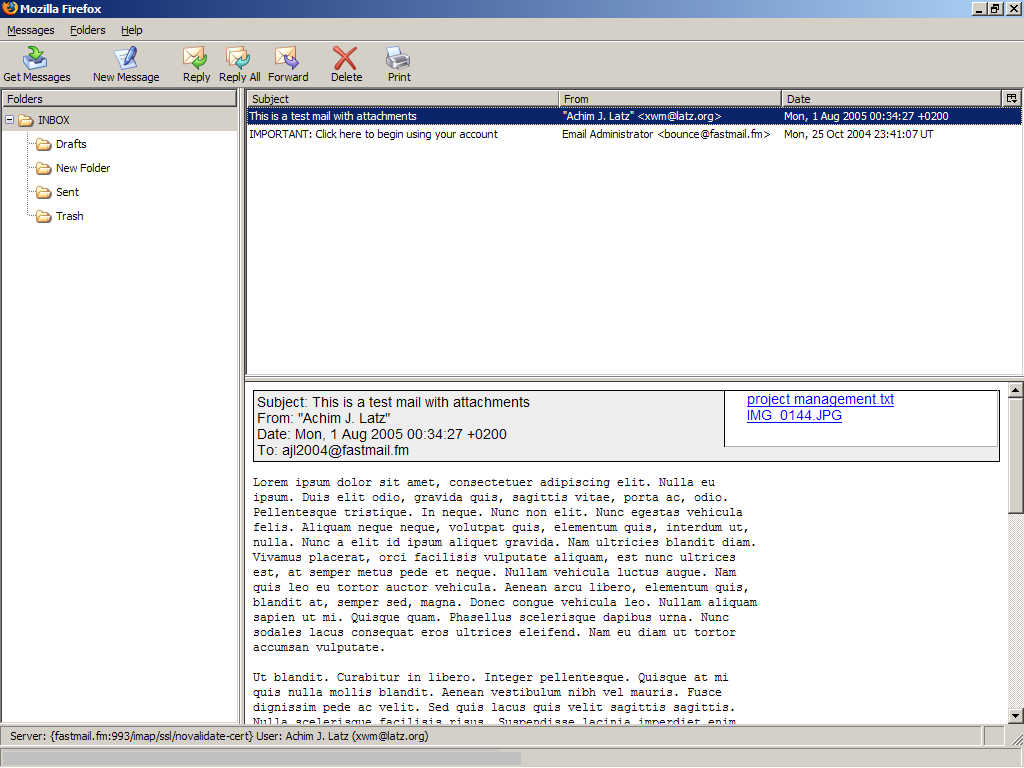 Mozilla Firefox
Messages Folders Help
Get Messages New Message Reply Reply All Forward Delete Print
Folders
INBOX
Drafts
New Folder
Sent
Trash
Subject From Date
This is a test mail with attachments "Achim J. Latz" <xwm@latz.org> Mon, 1 Aug 2005 00:34:27 +0200
IMPORTANT: Click here to begin using your account Email Administrator <bounce@fastmail.fm> Mon, 25 Oct 2004 23:41:07 UT
Subject: This is a test mail with attachments
From: "Achim J. Latz"
Date: Mon, 1 Aug 2005 00:34:27 +0200
To: ajl2004@fastmail.fm
project management.txt
IMG_0144.JPG
Lorem ipsum dolor sit amet, consectetuer adipiscing elit. Nulla eu
ipsum. Duis elit odio, gravida quis, sagittis vitae, porta ac, odio.
Pellentesque tristique. In neque. Nunc non elit. Nunc egestas vehicula
felis. Aliquam neque neque, volutpat quis, elementum quis, interdum ut,
nulla. Nunc a elit id ipsum aliquet gravida. Nam ultricies blandit diam.
Vivamus placerat, orci facilisis vulputate aliquam, est nunc ultrices
est, at semper metus pede et neque. Nullam vehicula luctus augue. Nam
quis leo eu tortor auctor vehicula. Aenean arcu libero, elementum quis,
blandit at, semper sed, magna. Donec congue vehicula leo. Nullam aliquam
sapien ut mi. Quisque quam. Phasellus scelerisque dapibus urna. Nunc
sodales lacus consequat eros ultrices eleifend. Nam eu diam ut tortor
accumsan vulputate.
Ut blandit. Curabitur in libero. Integer pellentesque. Quisque at mi
quis nulla mollis blandit. Aenean vestibulum nibh vel mauris. Fusce
dignissim pede ac velit. Sed quis lacus quis velit sagittis sagittis.
Nulla scelerisque facilisis risus. Suspendisse lacinia imperdiet enim
Server: {fastmail.fm:993/imap/ssl/novalidate-cert} User: Achim J. Latz (xwm@latz.org)